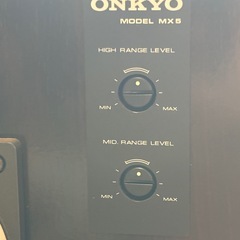 ONKYO
MODEL MX5
HIGH RANGE LEVEL
MIN MAX
MID. RANGE LEVEL
MIN MAX